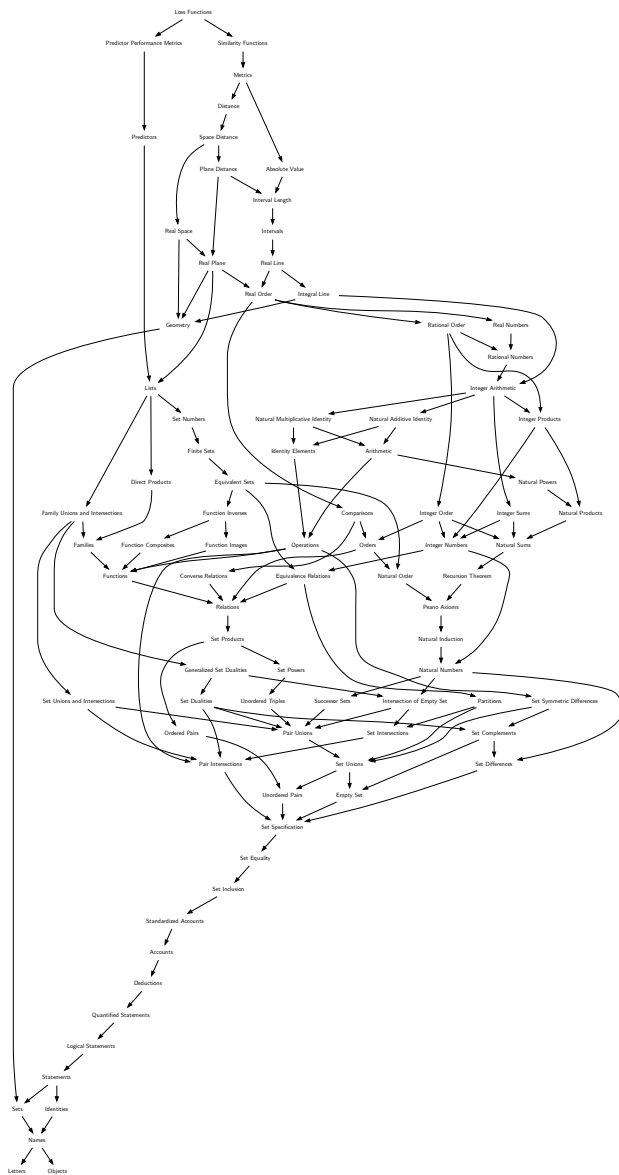 Loss Functions
Predictor Performance Metrics Similarity Functions
Metrics
Distance
Predictors Space Distance
Plane Distance Absolute Value
Interval Length
Real Space Intervals
Real Plane Real Line
Real Order Integral Line
Geometry Rational Order Real Numbers
Rational Numbers
Lists Integer Arithmetic
Set Numbers Natural Multiplicative Identity Natural Additive Identity Integer Products
Finite Sets Identity Elements Arithmetic
Direct Products Equivalent Sets Natural Powers
Family Unions and Intersections Function Inverses Comparisons Integer Order Integer Sums Natural Products
Families Function Composites Function Images Operations Orders Integer Numbers Natural Sums
Functions Converse Relations Equivalence Relations Natural Order Recursion Theorem
Relations Peano Axioms
Set Products Natural Induction
Generalized Set Dualities Set Powers Natural Numbers
Set Unions and Intersections Set Dualities Unordered Triples Successor Sets Intersection of Empty Set Partitions Set Symmetric Differences
Ordered Pairs Pair Unions Set Intersections Set Complements
Pair Intersections Set Unions Set Differences
Unordered Pairs Empty Set
Set Specification
Set Equality
Set Inclusion
Standardized Accounts
Accounts
Deductions
Quantified Statements
Logical Statements
Statements
Sets Identities
Names
Letters Objects